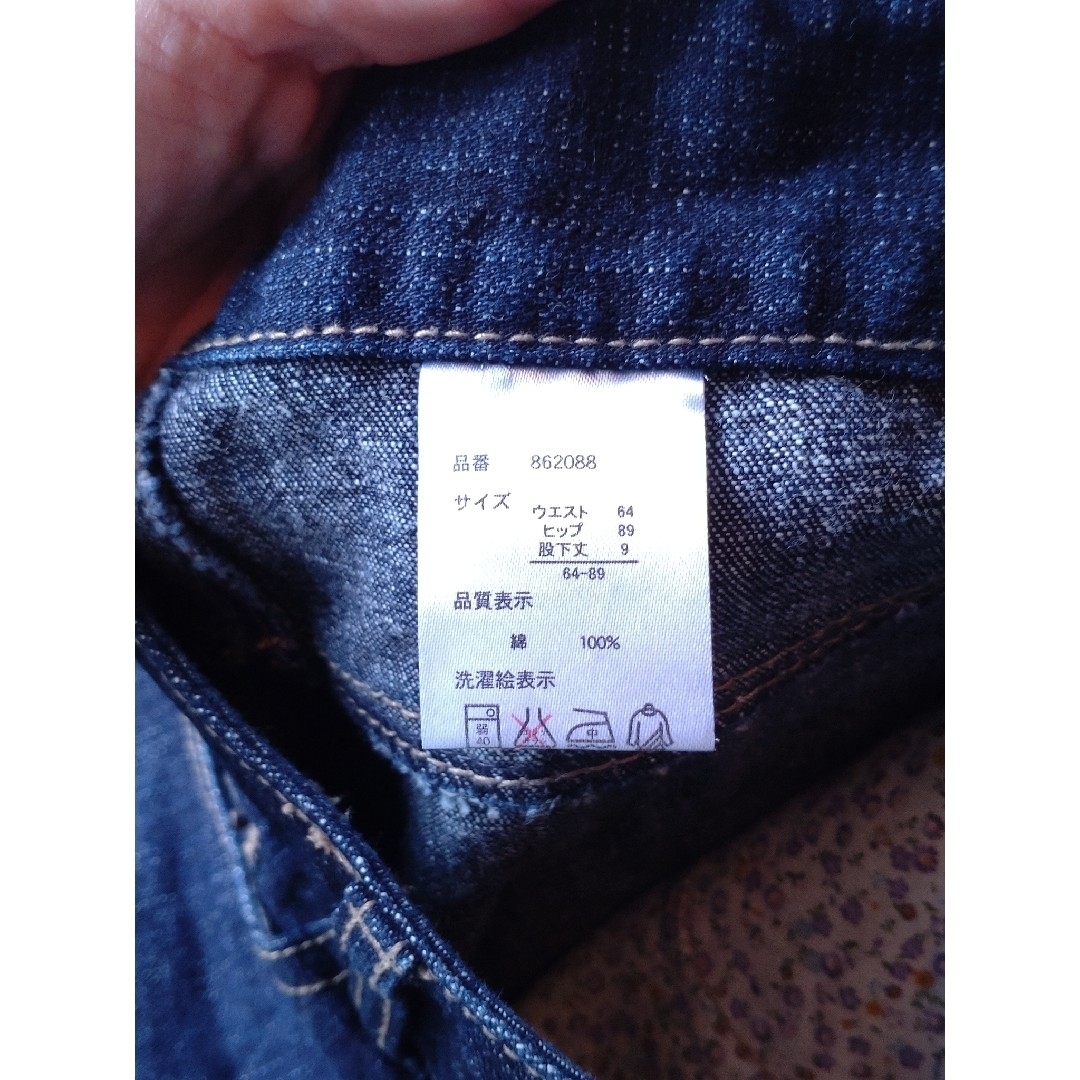 品番 862088
サイズ
ウエスト 64
ヒップ 89
股下丈 9
64-89
品質表示
綿 100%
洗濯絵表示
弱 中
40